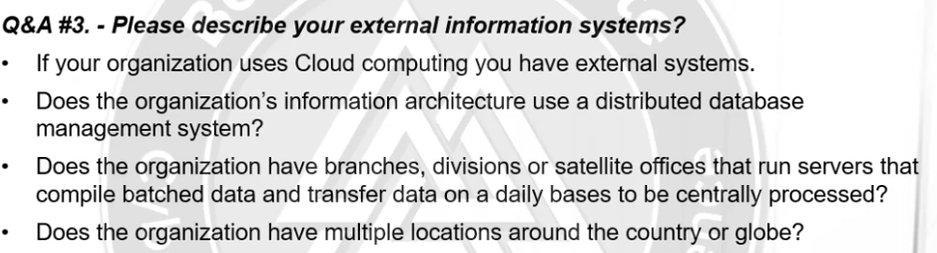 Q&A #3. - Please describe your external information systems?
• If your organization uses Cloud computing you have external systems.
• Does the organization's information architecture use a distributed database
management system?
• Does the organization have branches, divisions or satellite offices that run servers that
compile batched data and transfer data on a daily bases to be centrally processed?
• Does the organization have multiple locations around the country or globe?